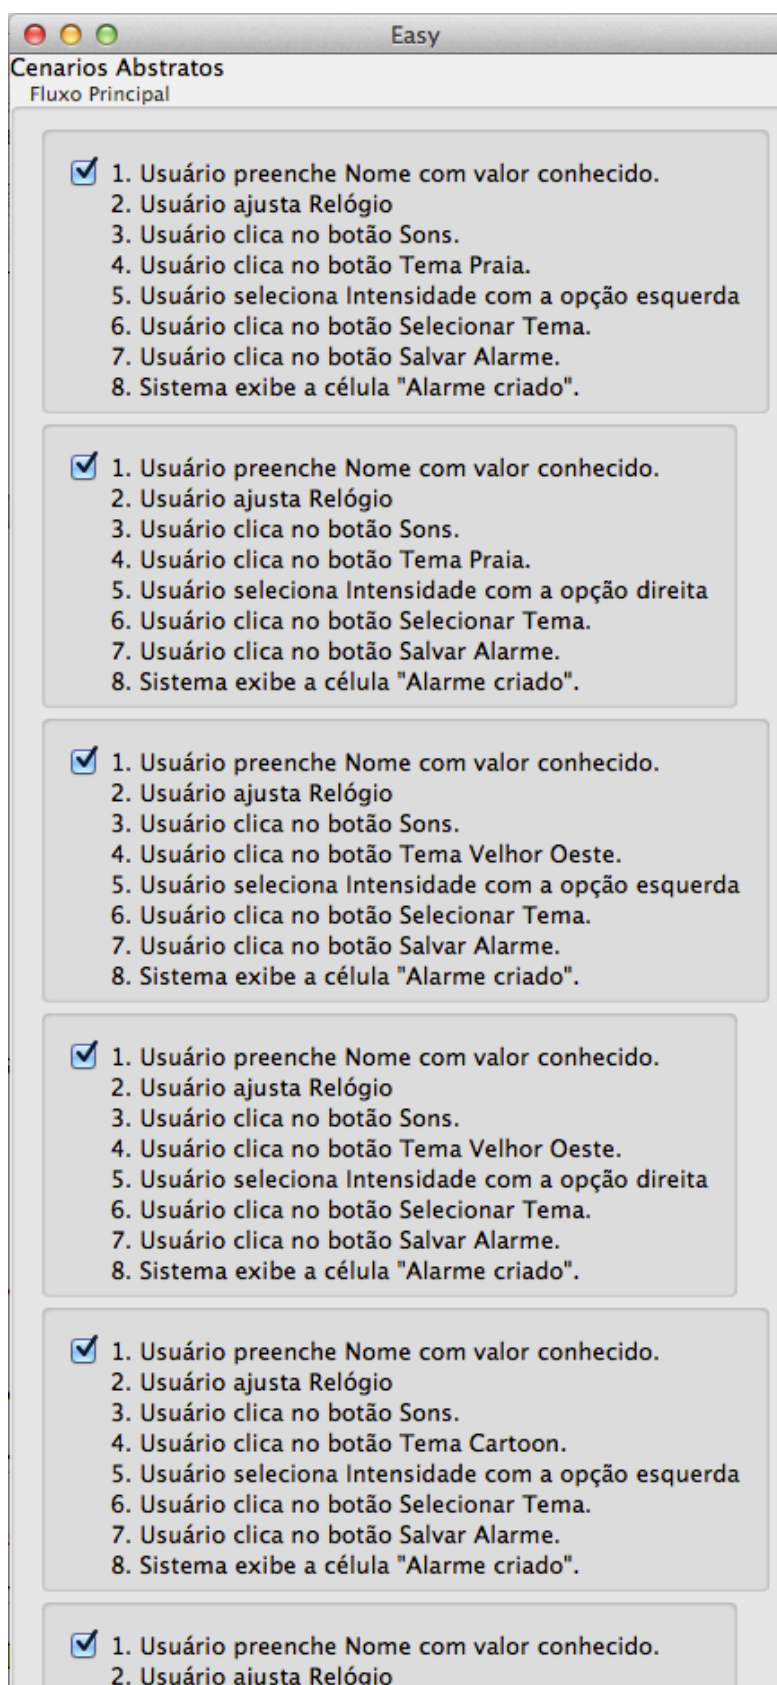 Easy
Cenarios Abstratos
Fluxo Principal
1. Usuário preenche Nome com valor conhecido.
2. Usuário ajusta Relógio
3. Usuário clica no botão Sons.
4. Usuário clica no botão Tema Praia.
5. Usuário seleciona Intensidade com a opção esquerda
6. Usuário clica no botão Selecionar Tema.
7. Usuário clica no botão Salvar Alarme.
8. Sistema exibe a célula "Alarme criado".
1. Usuário preenche Nome com valor conhecido.
2. Usuário ajusta Relógio
3. Usuário clica no botão Sons.
4. Usuário clica no botão Tema Praia.
5. Usuário seleciona Intensidade com a opção direita
6. Usuário clica no botão Selecionar Tema.
7. Usuário clica no botão Salvar Alarme.
8. Sistema exibe a célula "Alarme criado".
1. Usuário preenche Nome com valor conhecido.
2. Usuário ajusta Relógio
3. Usuário clica no botão Sons.
4. Usuário clica no botão Tema Velhor Oeste.
5. Usuário seleciona Intensidade com a opção esquerda
6. Usuário clica no botão Selecionar Tema.
7. Usuário clica no botão Salvar Alarme.
8. Sistema exibe a célula "Alarme criado".
1. Usuário preenche Nome com valor conhecido.
2. Usuário ajusta Relógio
3. Usuário clica no botão Sons.
4. Usuário clica no botão Tema Velhor Oeste.
5. Usuário seleciona Intensidade com a opção direita
6. Usuário clica no botão Selecionar Tema.
7. Usuário clica no botão Salvar Alarme.
8. Sistema exibe a célula "Alarme criado".
1. Usuário preenche Nome com valor conhecido.
2. Usuário ajusta Relógio
3. Usuário clica no botão Sons.
4. Usuário clica no botão Tema Cartoon.
5. Usuário seleciona Intensidade com a opção esquerda
6. Usuário clica no botão Selecionar Tema.
7. Usuário clica no botão Salvar Alarme.
8. Sistema exibe a célula "Alarme criado".
1. Usuário preenche Nome com valor conhecido.
2. Usuário ajusta Relógio